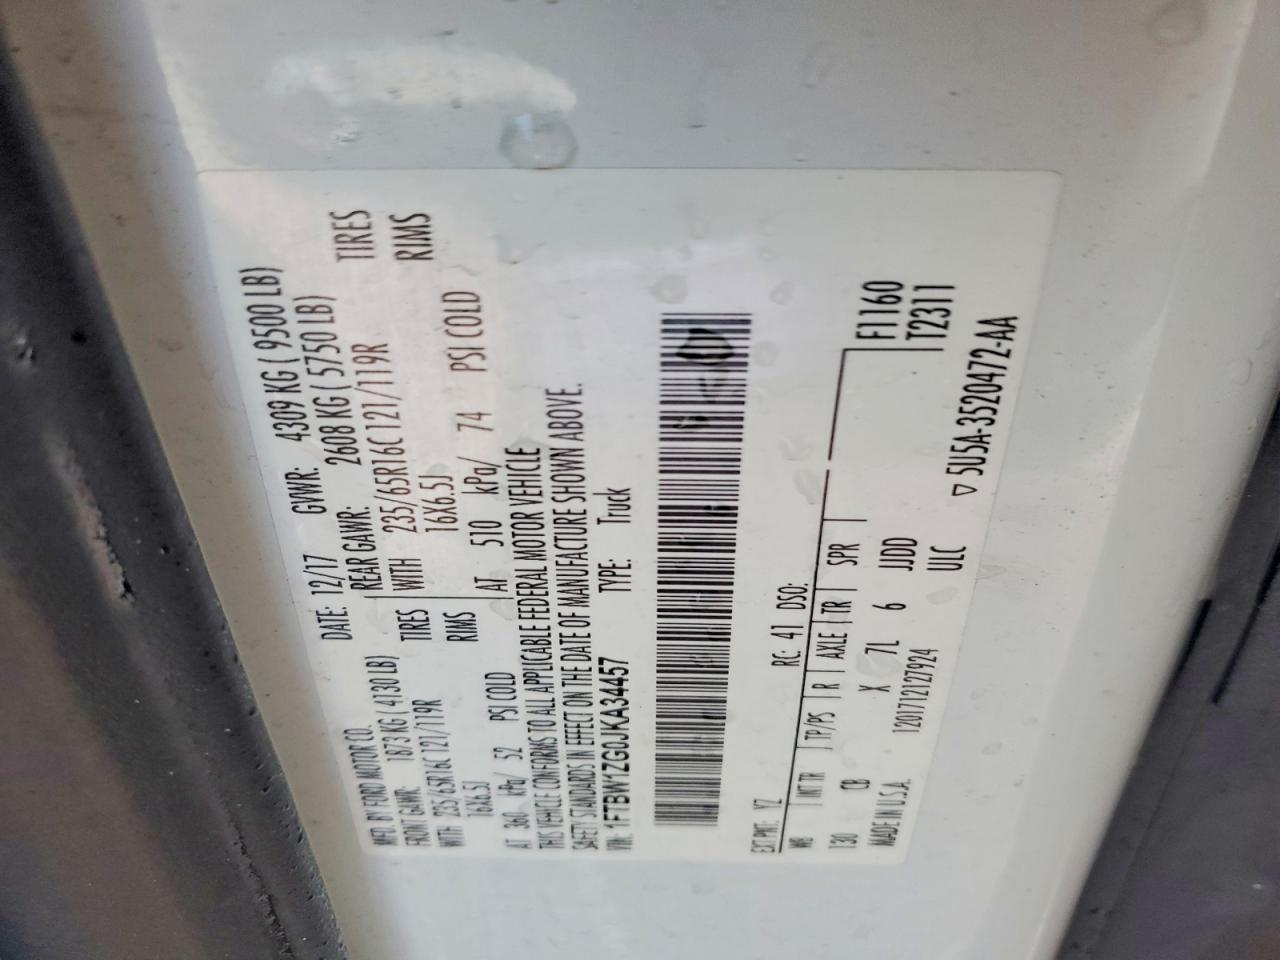 MFD. BY FORD MOTOR CO.
DATE: 12/17 GVWR: 4309 KG ( 9500 LB)
FRONT GAWR: 1873 KG ( 4130 LB) REAR GAWR: 2608 KG ( 5750 LB)
WITH 235/65R16C 121/119R TIRES WITH 235/65R16C 121/119R TIRES
16X6.5J RIMS 16X6.5J RIMS
AT 360 kPa/ 52 PSI COLD AT 510 kPa/ 74 PSI COLD
THIS VEHICLE CONFORMS TO ALL APPLICABLE FEDERAL MOTOR VEHICLE
SAFETY STANDARDS IN EFFECT ON THE DATE OF MANUFACTURE SHOWN ABOVE.
VIN: 1FTBW1ZG0JKA34457 TYPE: Truck
EXT PNT: YZ RC: 41 DSO:
WB INT TR TP/PS R AXLE TR SPR F1160
130 CB X 7L 6 JJDD T2311
MADE IN U.S.A. 1201712127924 ULC
▽ 5U5A-3520472-AA